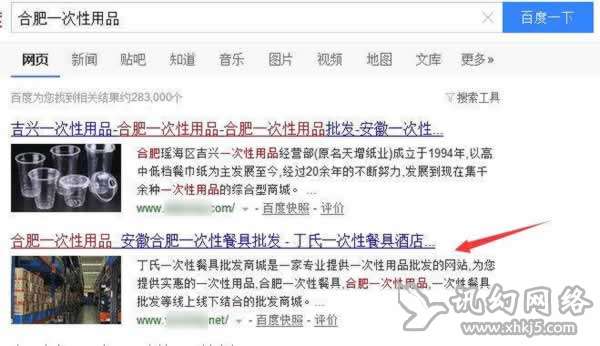 合肥一次性用品
百度一下
网页 新闻 贴吧 知道 音乐 图片 视频 地图 文库 更多»
百度为您找到相关结果约283,000个
搜索工具
吉兴一次性用品-合肥一次性用品-合肥一次性用品批发-安徽一次性...
合肥瑶海区吉兴一次性用品经营部(原名天增纸业)成立于1994年,以高
中低档餐巾纸为主发展至今,经过20余年的不断努力,发展到现在集千
余种一次性用品的综合型商城。 ...
www. com/ - 百度快照 - 评价
合肥一次性用品_安徽合肥一次性餐具批发 - 丁氏一次性餐具酒店...
丁氏一次性餐具批发商城是一家专业提供一次性用品批发的网站,为您
提供实惠的一次性用品,合肥一次性餐具,合肥一次性用品,一次性餐具
批发等线上线下结合的批发商城。 ...
www. net/ - 百度快照 - 评价
讯幻网络
www.xhkj5.com